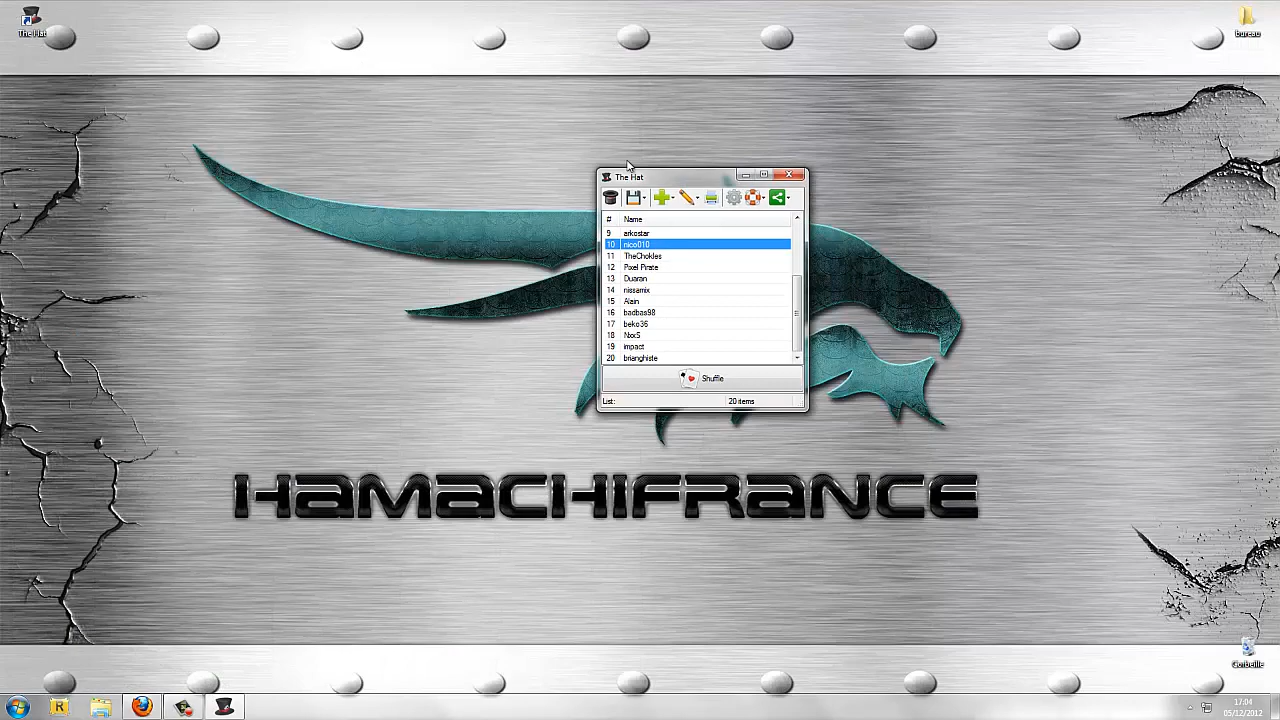 The Hat
bureau
The Hat
# Name
9 arkostar
10 nico010
11 TheChokles
12 Pixel Pirate
13 Duaran
14 nissamix
15 Alain
16 badbas98
17 beko36
18 Nxx5
19 impact
20 brianghiste
Shuffle
List: 20 items
HAMACHIFRANCE
Corbeille
R
17:04
05/12/2012